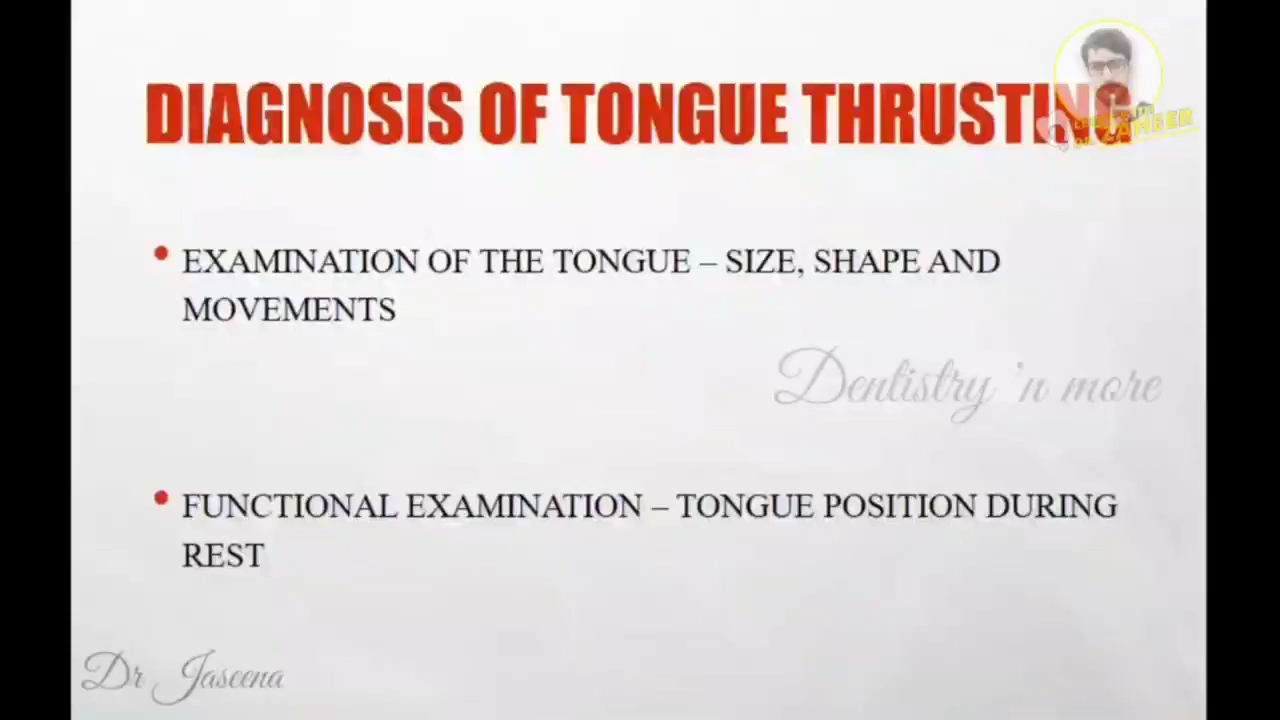 DIAGNOSIS OF TONGUE THRUSTING
EXAMINATION OF THE TONGUE – SIZE, SHAPE AND
MOVEMENTS
Dentistry 'n more
FUNCTIONAL EXAMINATION – TONGUE POSITION DURING
REST
Dr Jaseena